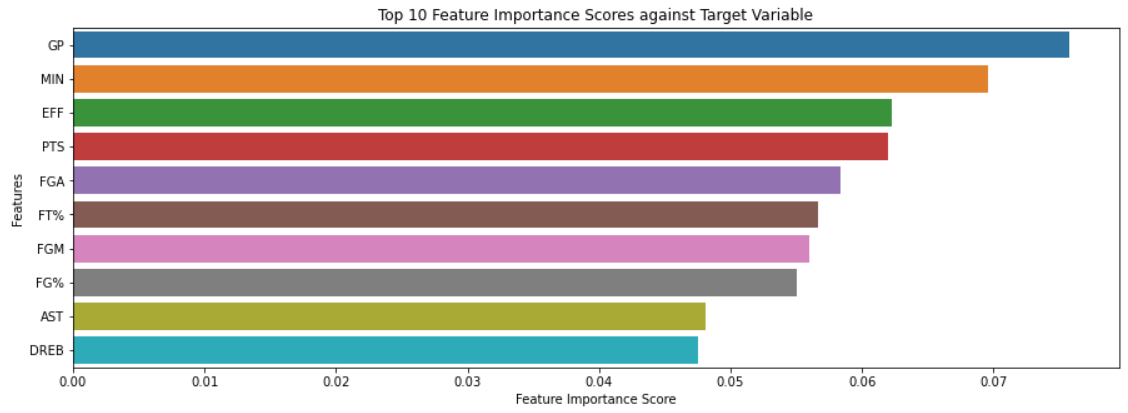 Top 10 Feature Importance Scores against Target Variable
GP
MIN
EFF
PTS
FGA
FT%
FGM
FG%
AST
DREB
Features
0.00 0.01 0.02 0.03 0.04 0.05 0.06 0.07
Feature Importance Score